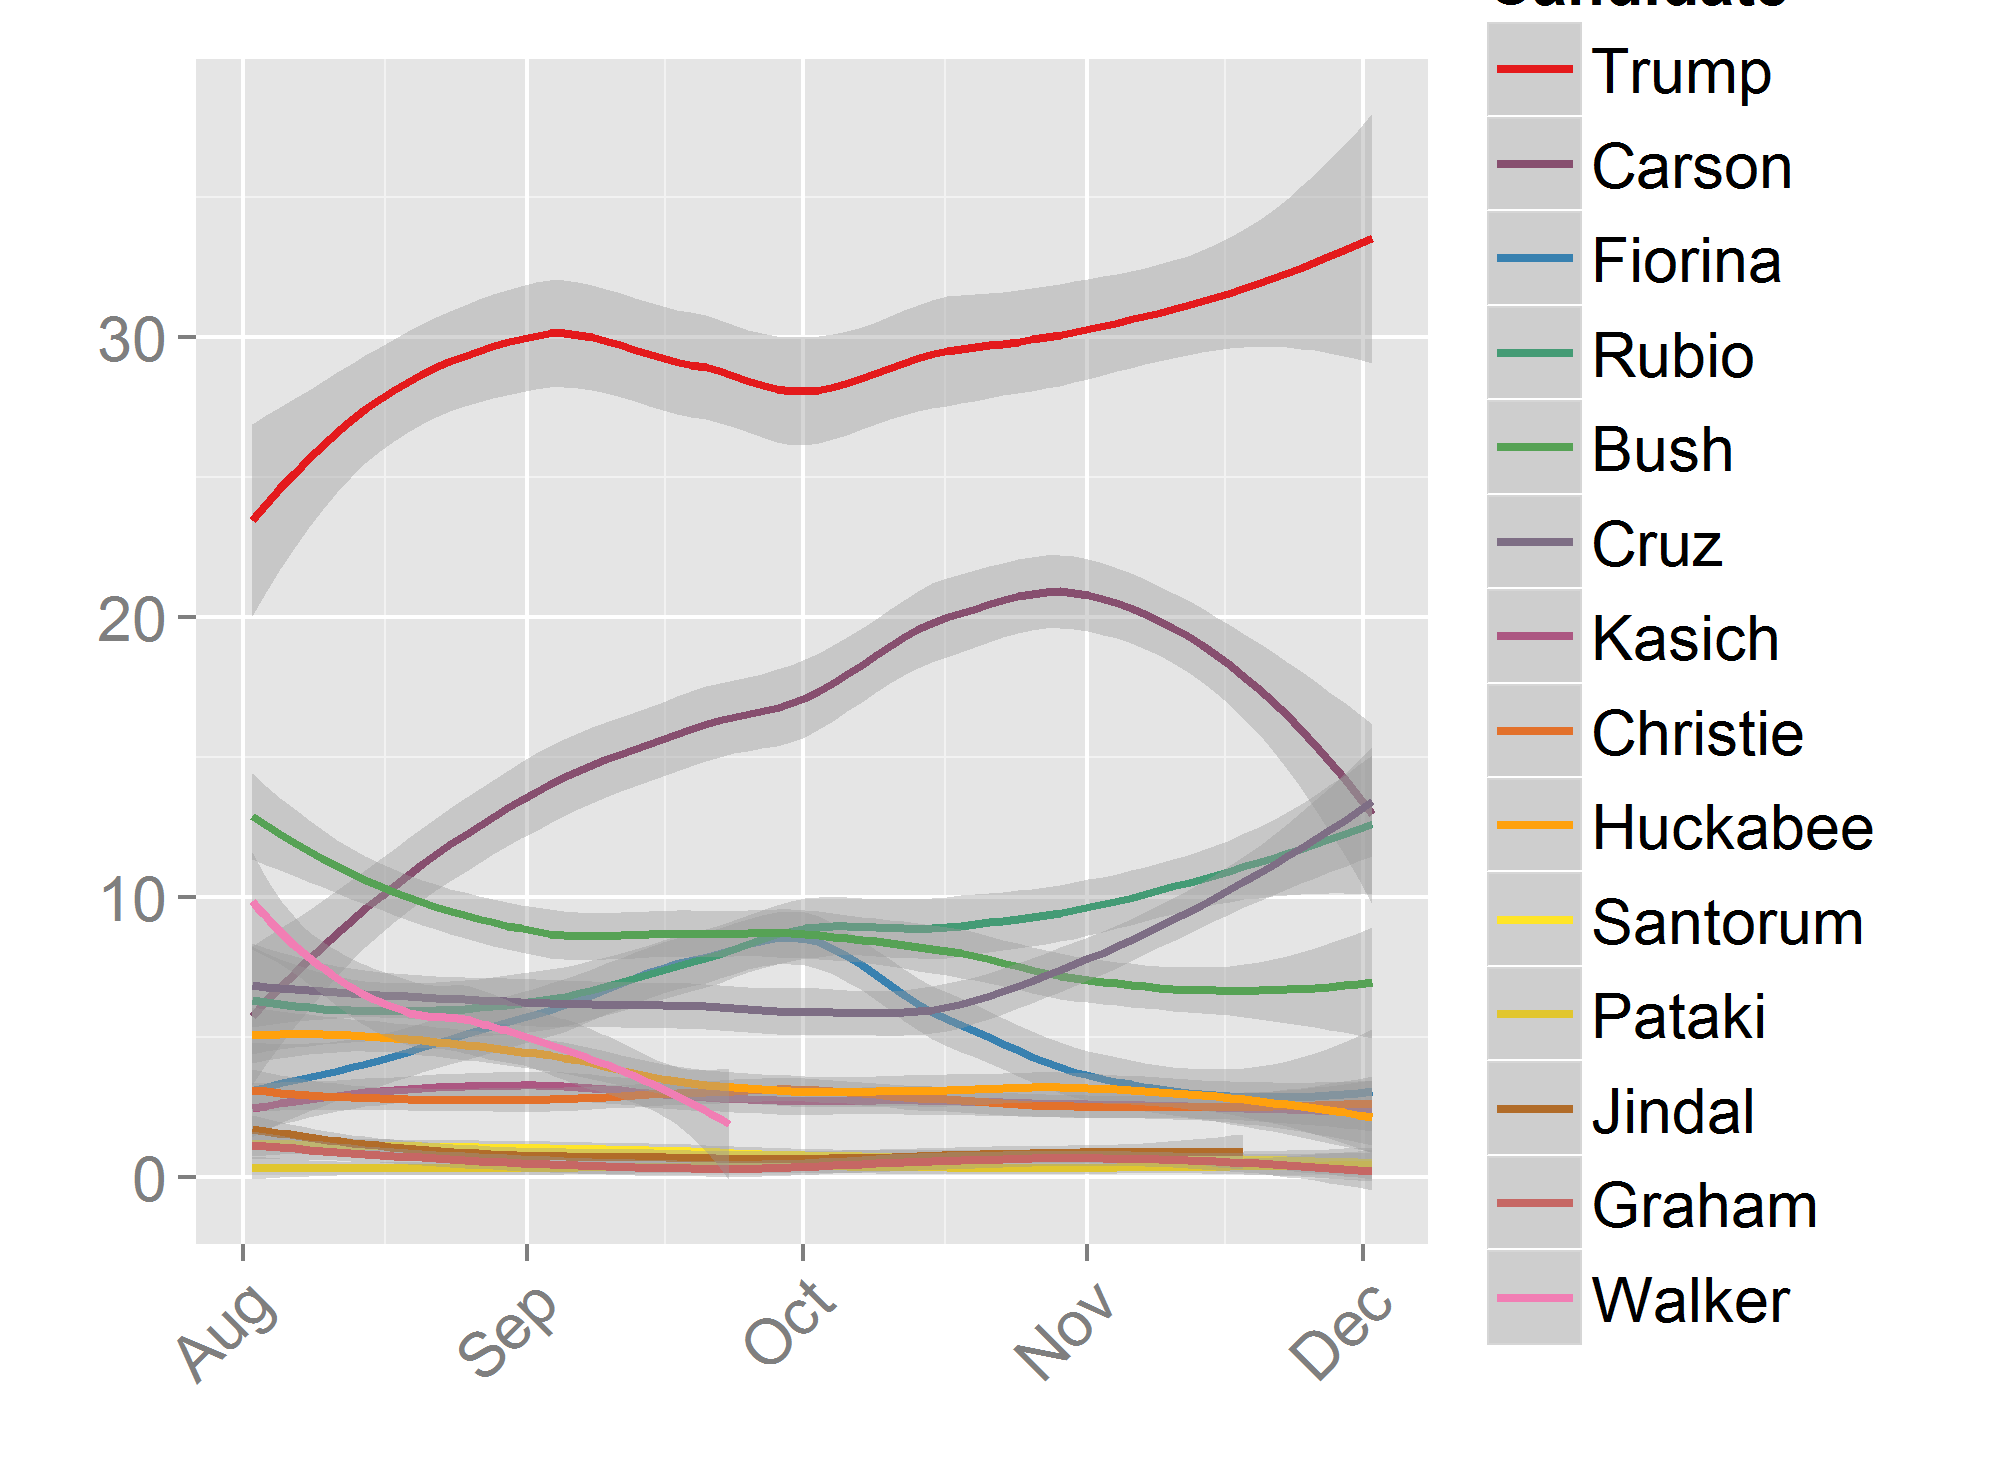 Candidate
Trump
Carson
Fiorina
Rubio
Bush
Cruz
Kasich
Christie
Huckabee
Santorum
Pataki
Jindal
Graham
Walker
30
20
10
0
Aug
Sep
Oct
Nov
Dec